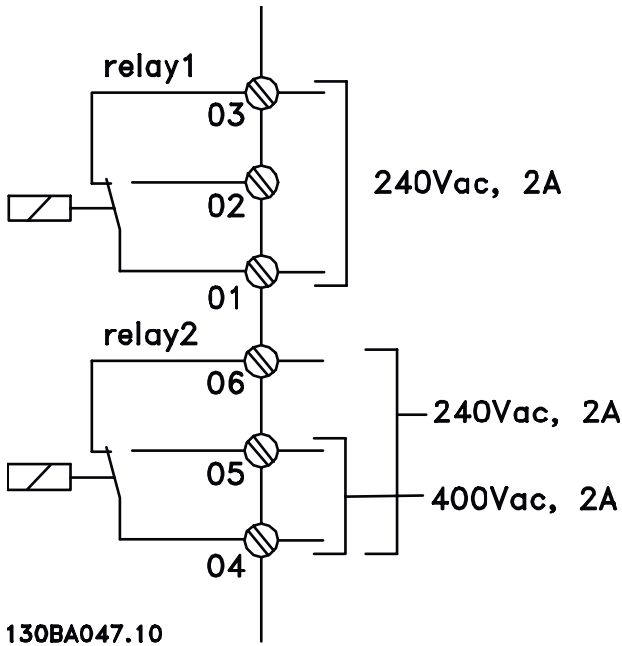 relay1
03
240Vac, 2A
02
01
relay2
06
240Vac, 2A
05
400Vac, 2A
04
130BA047.10